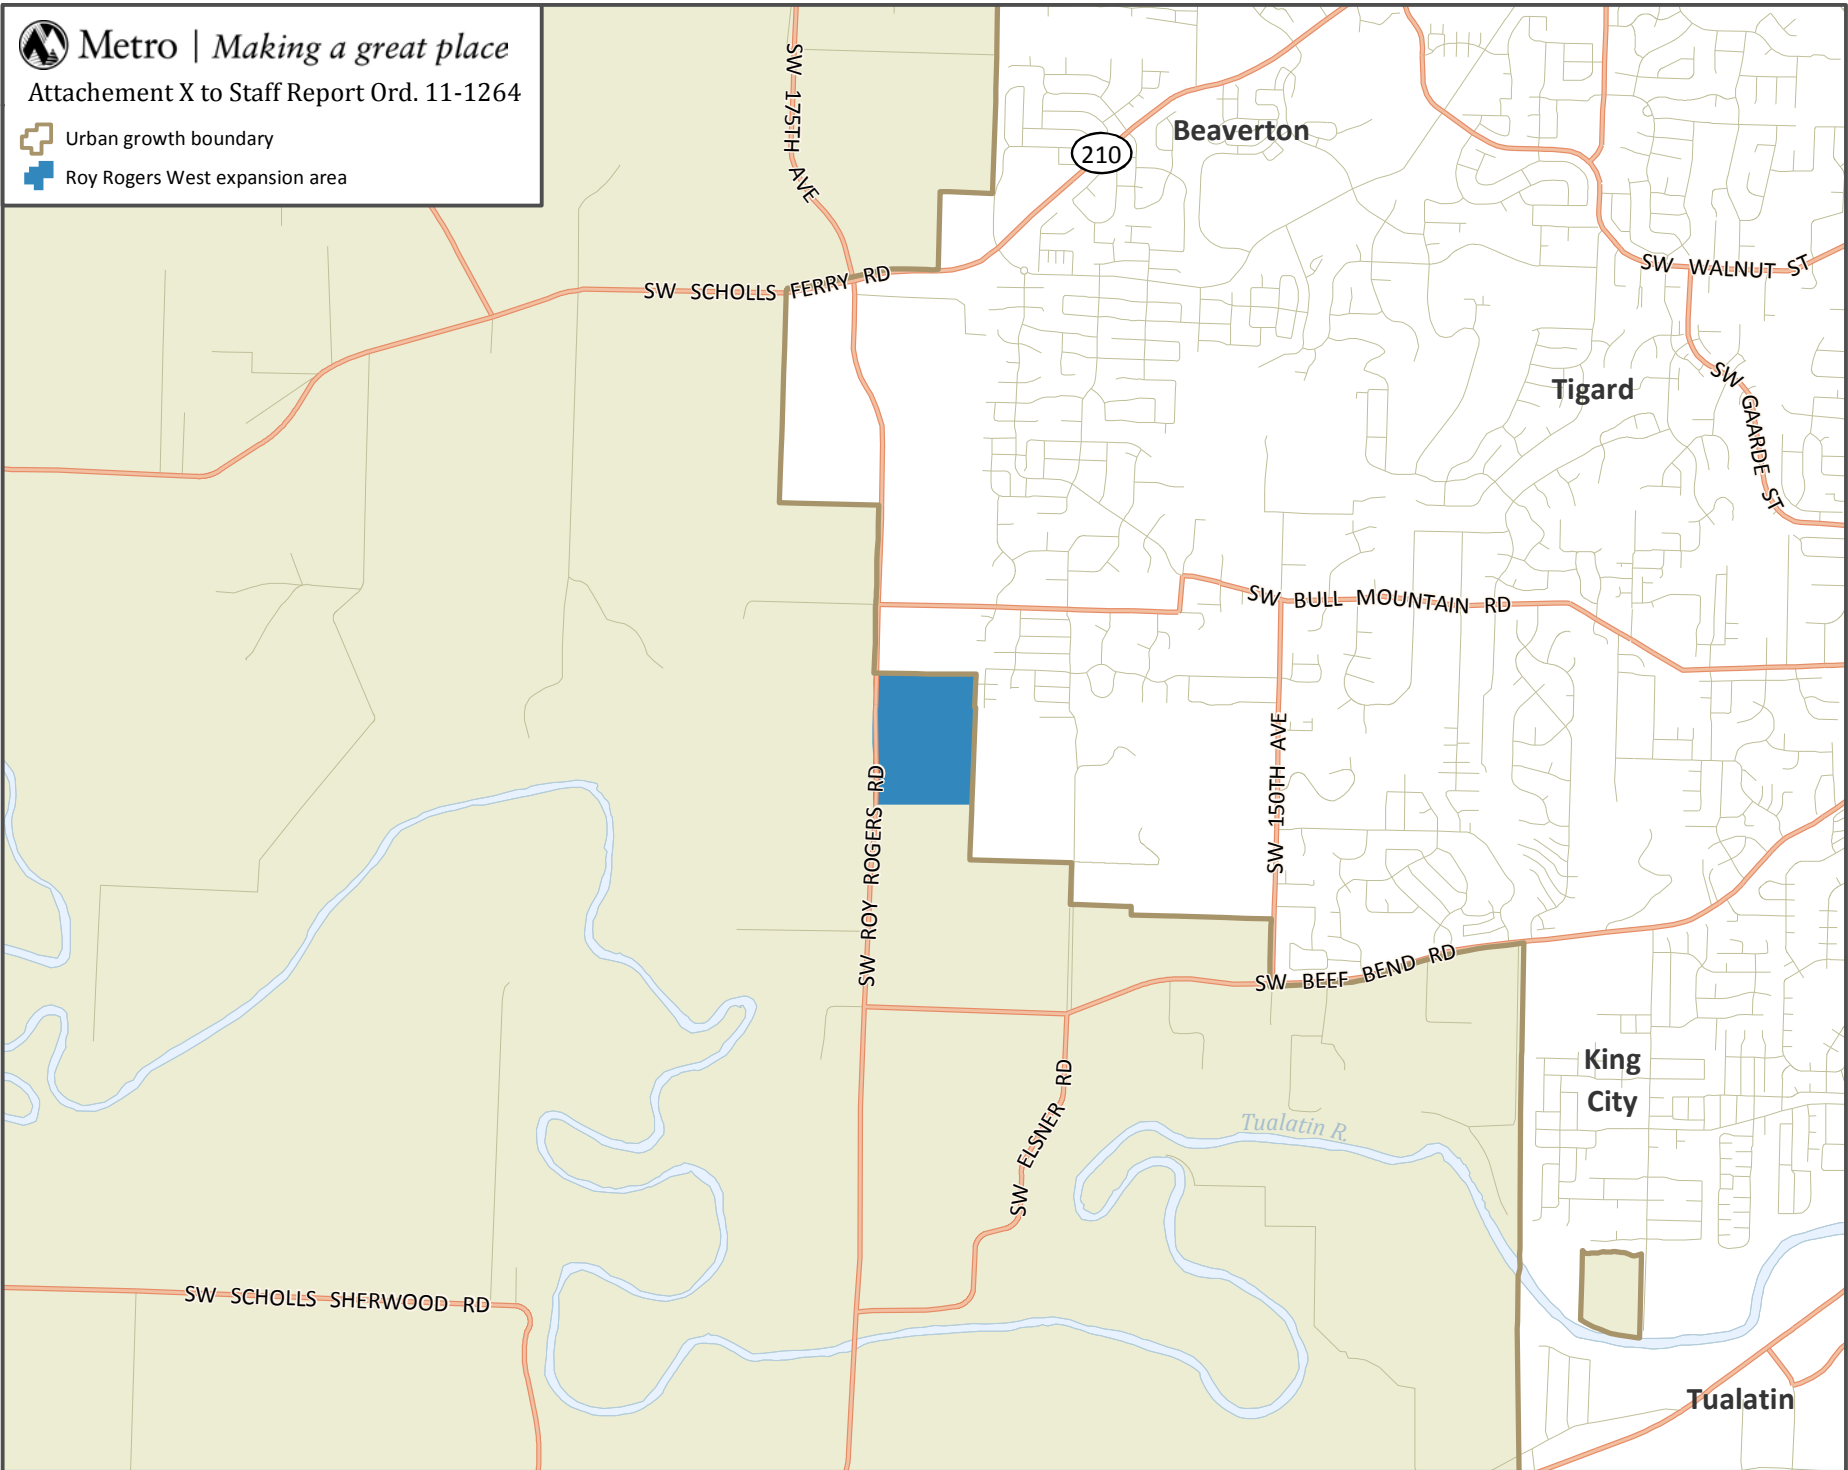 Metro | Making a great place
Attachement X to Staff Report Ord. 11-1264
Urban growth boundary
Roy Rogers West expansion area
SW 175TH AVE
210
Beaverton
SW SCHOLLS FERRY RD
SW WALNUT ST
Tigard
SW GAARDE ST
SW BULL MOUNTAIN RD
SW 150TH AVE
SW ROY ROGERS RD
SW BEEF BEND RD
King
City
SW ELSNER RD
Tualatin R.
SW SCHOLLS SHERWOOD RD
Tualatin